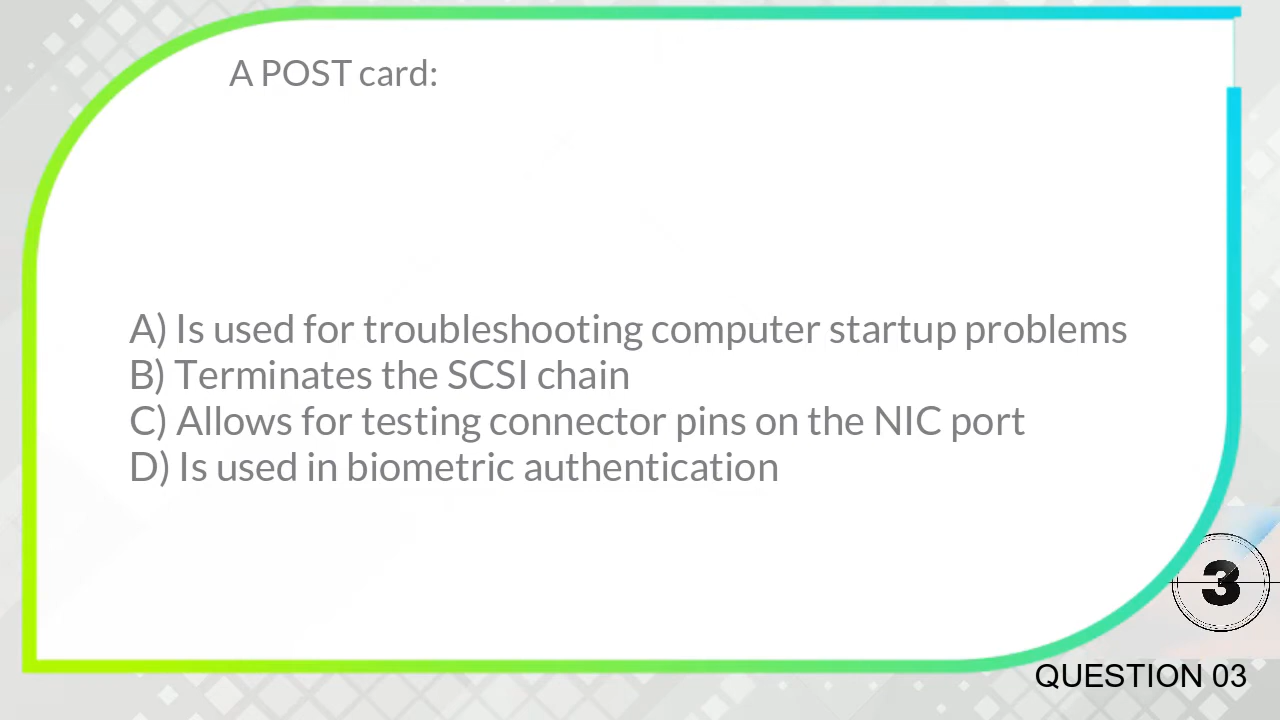 A POST card:
A) Is used for troubleshooting computer startup problems
B) Terminates the SCSI chain
C) Allows for testing connector pins on the NIC port
D) Is used in biometric authentication
3
QUESTION 03